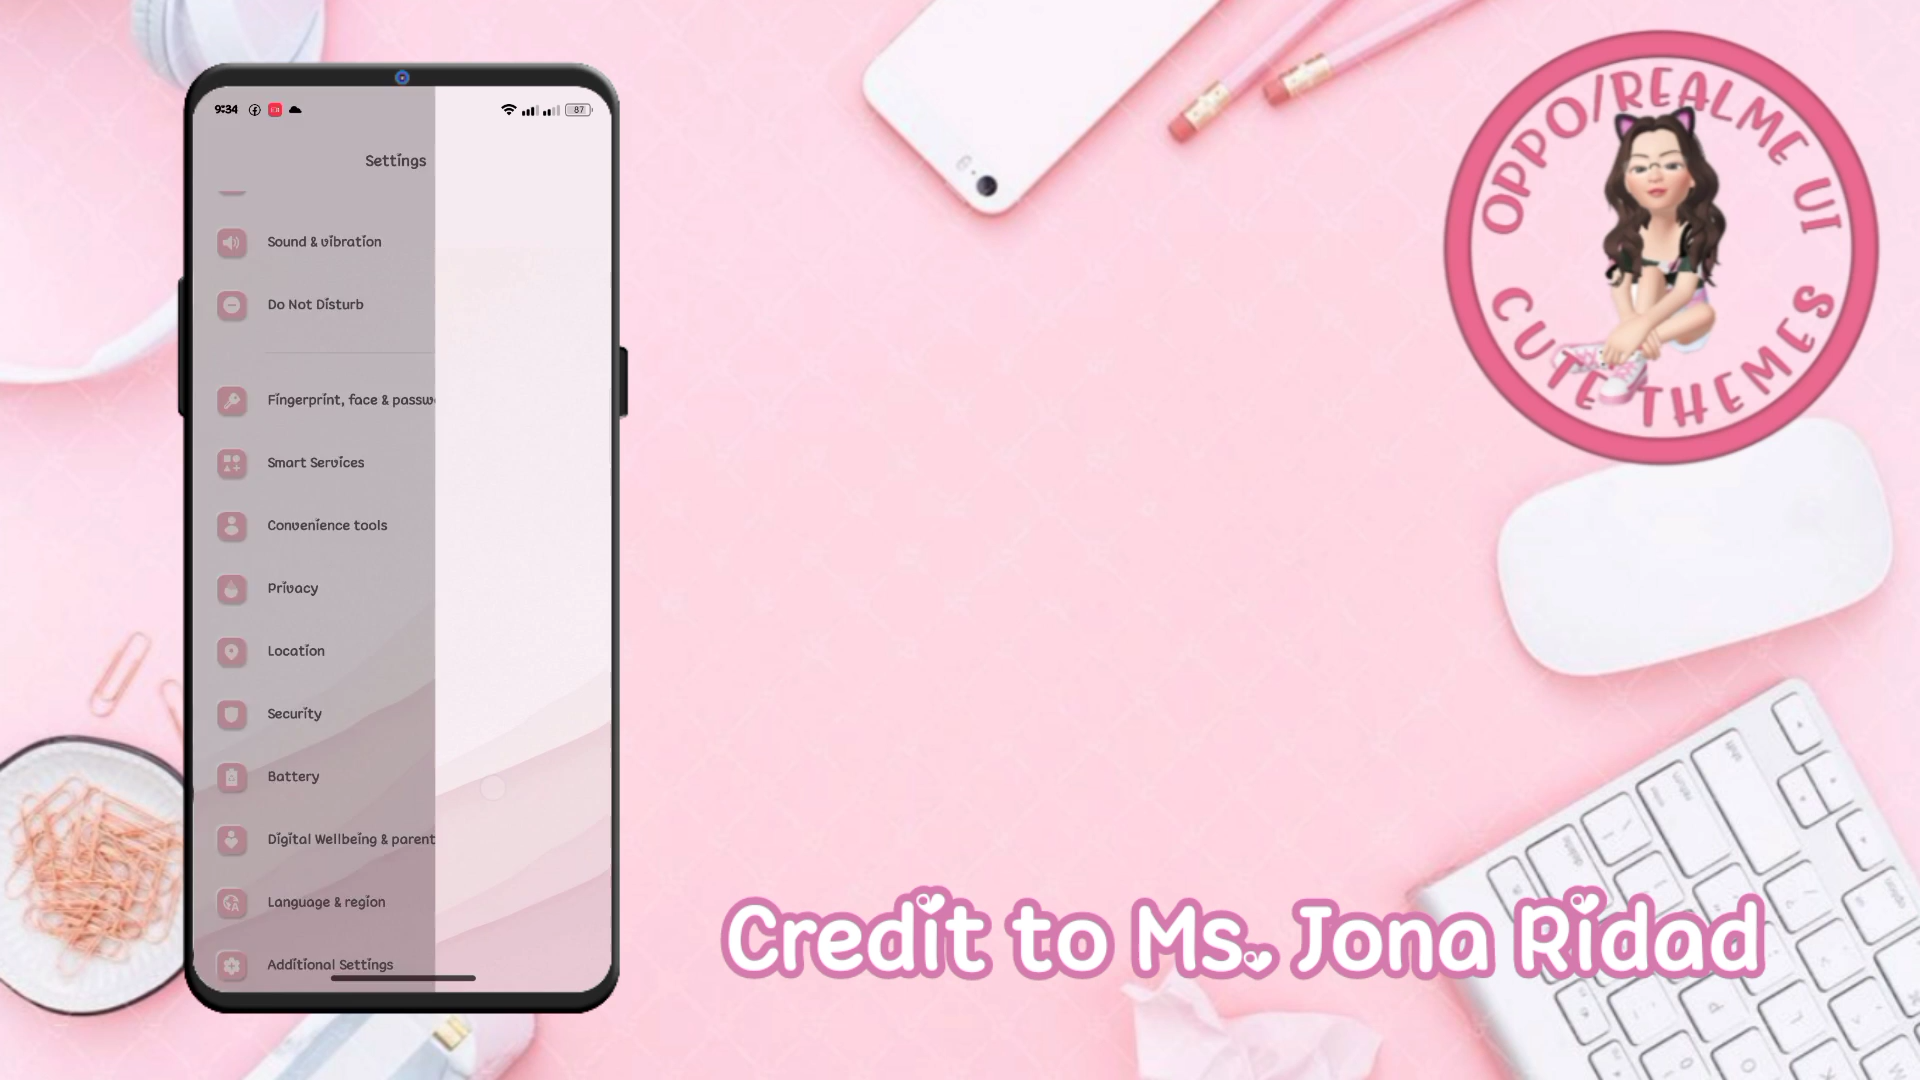 9:34
87
Settings
Sound & vibration
Do Not Disturb
Fingerprint, face & passw
Smart Services
Convenience tools
Privacy
Location
Security
Battery
Digital Wellbeing & parent
Language & region
Additional Settings
OPPO/REALME UI
CUTE THEMES
Credit to Ms. Jona Ridad